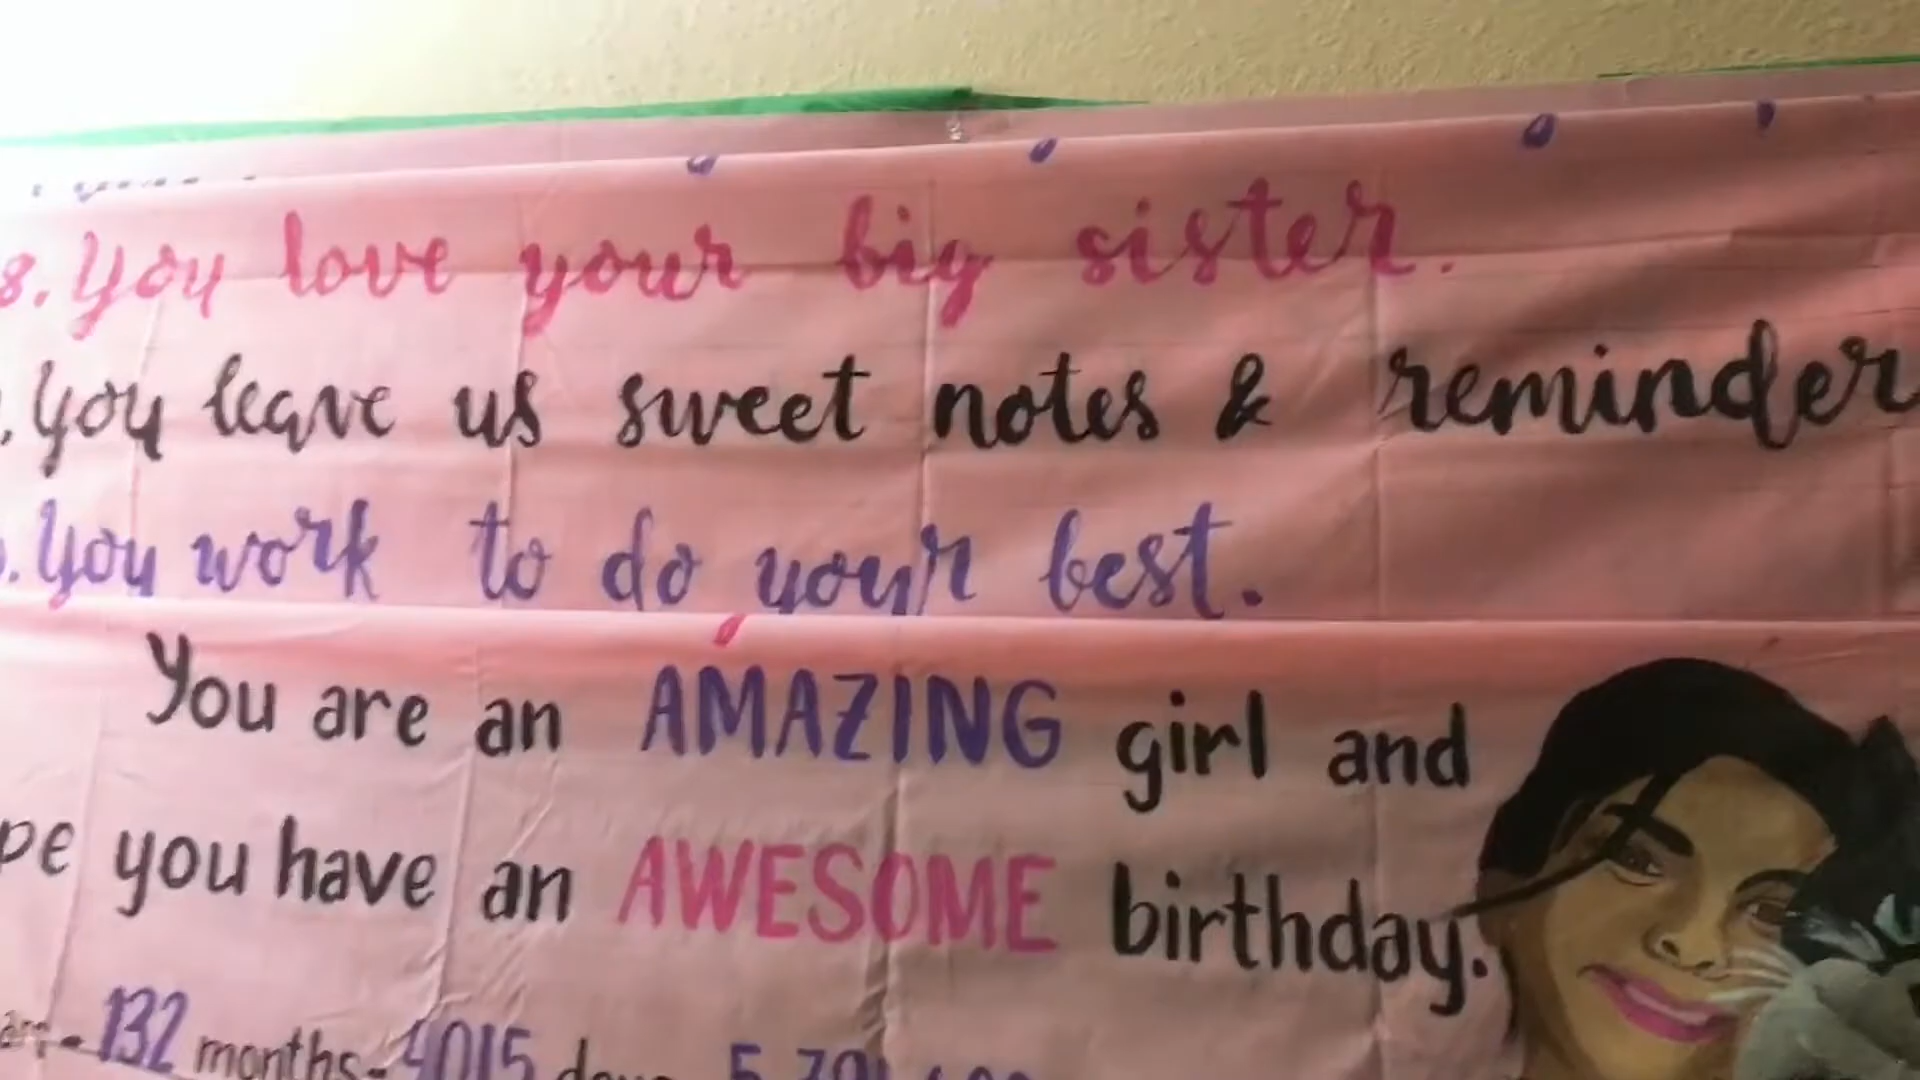 8. You love your big sister.
You leave us sweet notes & reminder
You work to do your best.
You are an AMAZING girl and
you have an AWESOME birthday.
132 months - 4015